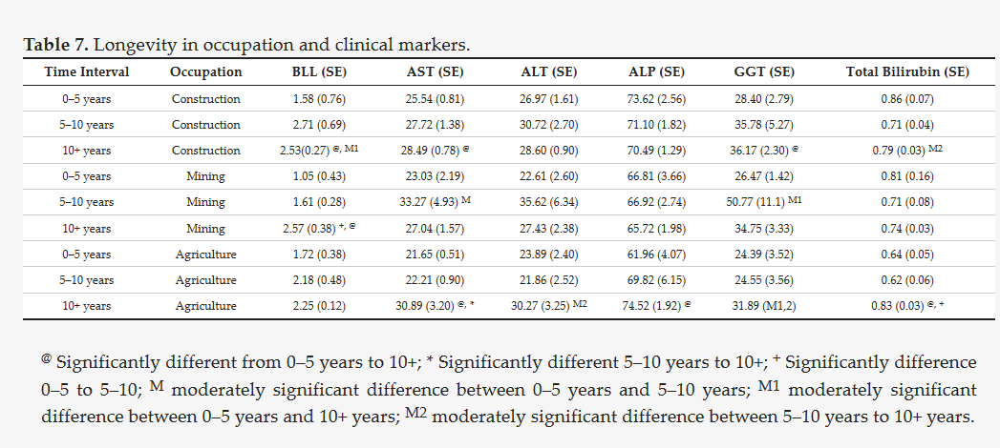 Table 7. Longevity in occupation and clinical markers.
Time Interval Occupation BLL (SE) AST (SE) ALT (SE) ALP (SE) GGT (SE) Total Bilirubin (SE)
0–5 years Construction 1.58 (0.76) 25.54 (0.81) 26.97 (1.61) 73.62 (2.56) 28.40 (2.79) 0.86 (0.07)
5–10 years Construction 2.71 (0.69) 27.72 (1.38) 30.72 (2.70) 71.10 (1.82) 35.78 (5.27) 0.71 (0.04)
10+ years Construction 2.53(0.27) @, M1 28.49 (0.78) @ 28.60 (0.90) 70.49 (1.29) 36.17 (2.30) @ 0.79 (0.03) M2
0–5 years Mining 1.05 (0.43) 23.03 (2.19) 22.61 (2.60) 66.81 (3.66) 26.47 (1.42) 0.81 (0.16)
5–10 years Mining 1.61 (0.28) 33.27 (4.93) M 35.62 (6.34) 66.92 (2.74) 50.77 (11.1) M1 0.71 (0.08)
10+ years Mining 2.57 (0.38) +, @ 27.04 (1.57) 27.43 (2.38) 65.72 (1.98) 34.75 (3.33) 0.74 (0.03)
0–5 years Agriculture 1.72 (0.38) 21.65 (0.51) 23.89 (2.40) 61.96 (4.07) 24.39 (3.52) 0.64 (0.05)
5–10 years Agriculture 2.18 (0.48) 22.21 (0.90) 21.86 (2.52) 69.82 (6.15) 24.55 (3.56) 0.62 (0.06)
10+ years Agriculture 2.25 (0.12) 30.89 (3.20) @, * 30.27 (3.25) M2 74.52 (1.92) @ 31.89 (M1,2) 0.83 (0.03) @, +
@ Significantly different from 0–5 years to 10+; * Significantly different 5–10 years to 10+; + Significantly difference
0–5 to 5–10; M moderately significant difference between 0–5 years and 5–10 years; M1 moderately significant
difference between 0–5 years and 10+ years; M2 moderately significant difference between 5–10 years to 10+ years.